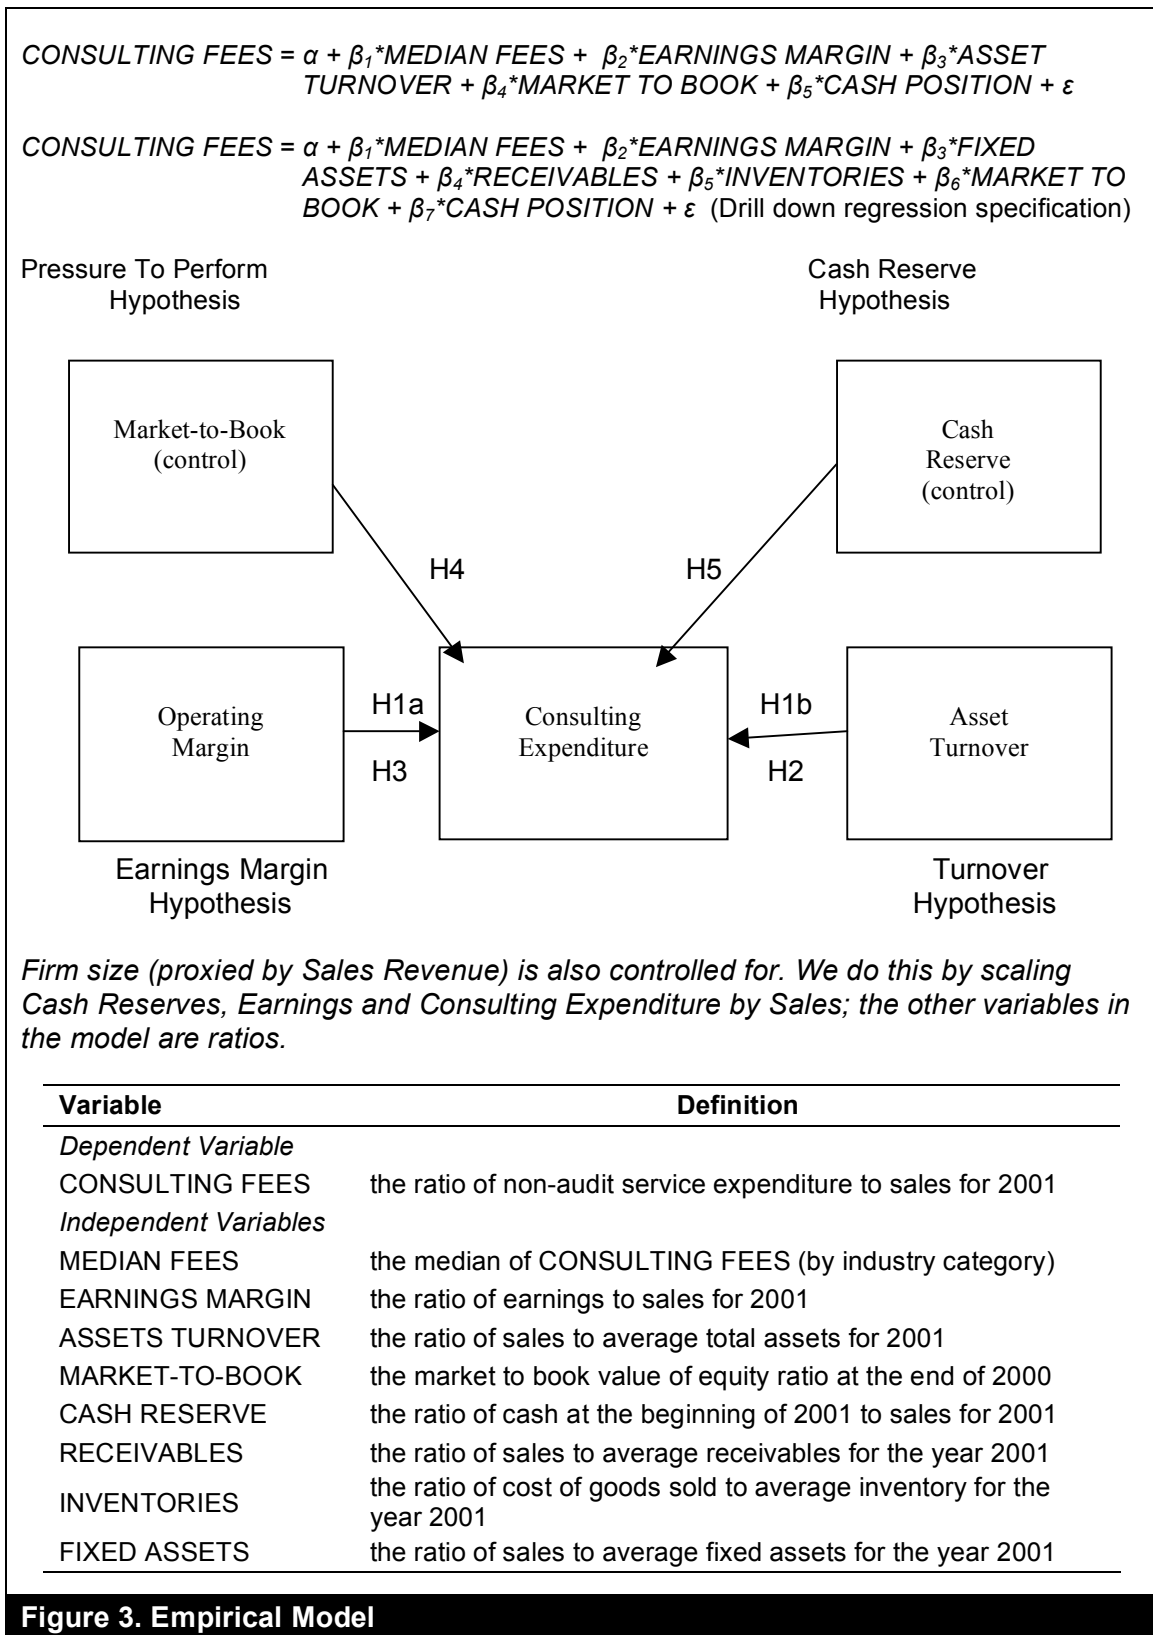 CONSULTING FEES = α + β1*MEDIAN FEES + β2*EARNINGS MARGIN + β3*ASSET
TURNOVER + β4*MARKET TO BOOK + β5*CASH POSITION + ε
CONSULTING FEES = α + β1*MEDIAN FEES + β2*EARNINGS MARGIN + β3*FIXED
ASSETS + β4*RECEIVABLES + β5*INVENTORIES + β6*MARKET TO
BOOK + β7*CASH POSITION + ε (Drill down regression specification)
Pressure To Perform
Hypothesis
Cash Reserve
Hypothesis
Market-to-Book
(control)
Cash
Reserve
(control)
H4
H5
Operating
Margin
H1a
H3
Consulting
Expenditure
H1b
H2
Asset
Turnover
Earnings Margin
Hypothesis
Turnover
Hypothesis
Firm size (proxied by Sales Revenue) is also controlled for. We do this by scaling
Cash Reserves, Earnings and Consulting Expenditure by Sales; the other variables in
the model are ratios.
Variable Definition
Dependent Variable
CONSULTING FEES the ratio of non-audit service expenditure to sales for 2001
Independent Variables
MEDIAN FEES the median of CONSULTING FEES (by industry category)
EARNINGS MARGIN the ratio of earnings to sales for 2001
ASSETS TURNOVER the ratio of sales to average total assets for 2001
MARKET-TO-BOOK the market to book value of equity ratio at the end of 2000
CASH RESERVE the ratio of cash at the beginning of 2001 to sales for 2001
RECEIVABLES the ratio of sales to average receivables for the year 2001
INVENTORIES the ratio of cost of goods sold to average inventory for the
year 2001
FIXED ASSETS the ratio of sales to average fixed assets for the year 2001
Figure 3. Empirical Model